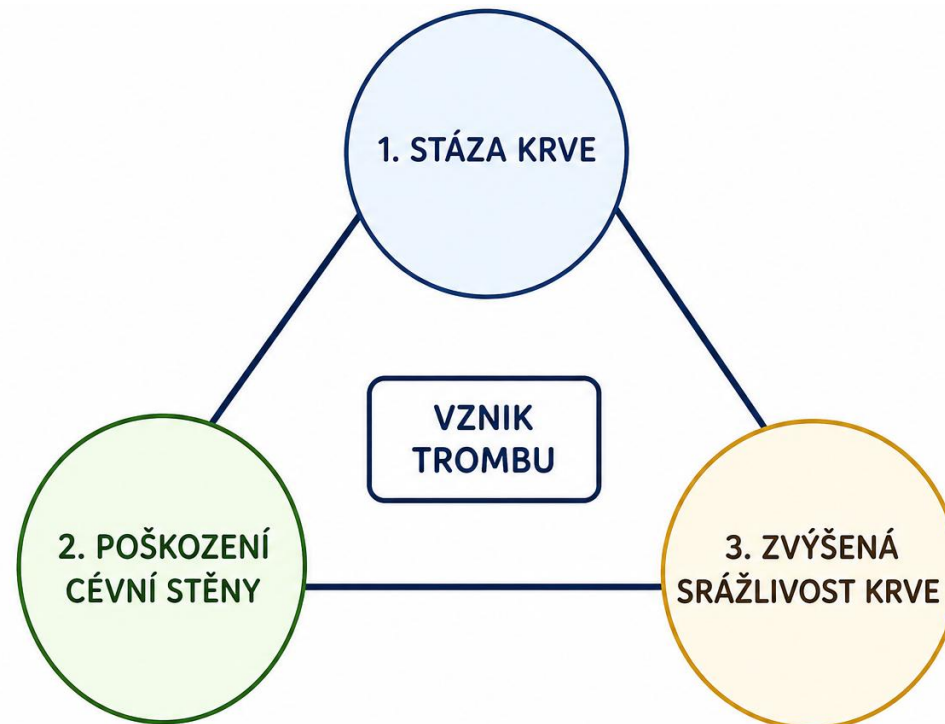 1. STÁZA KRVE
VZNIK
TROMBU
2. POŠKOZENÍ
CÉVNÍ STĚNY
3. ZVÝŠENÁ
SRÁŽLIVOST KRVE